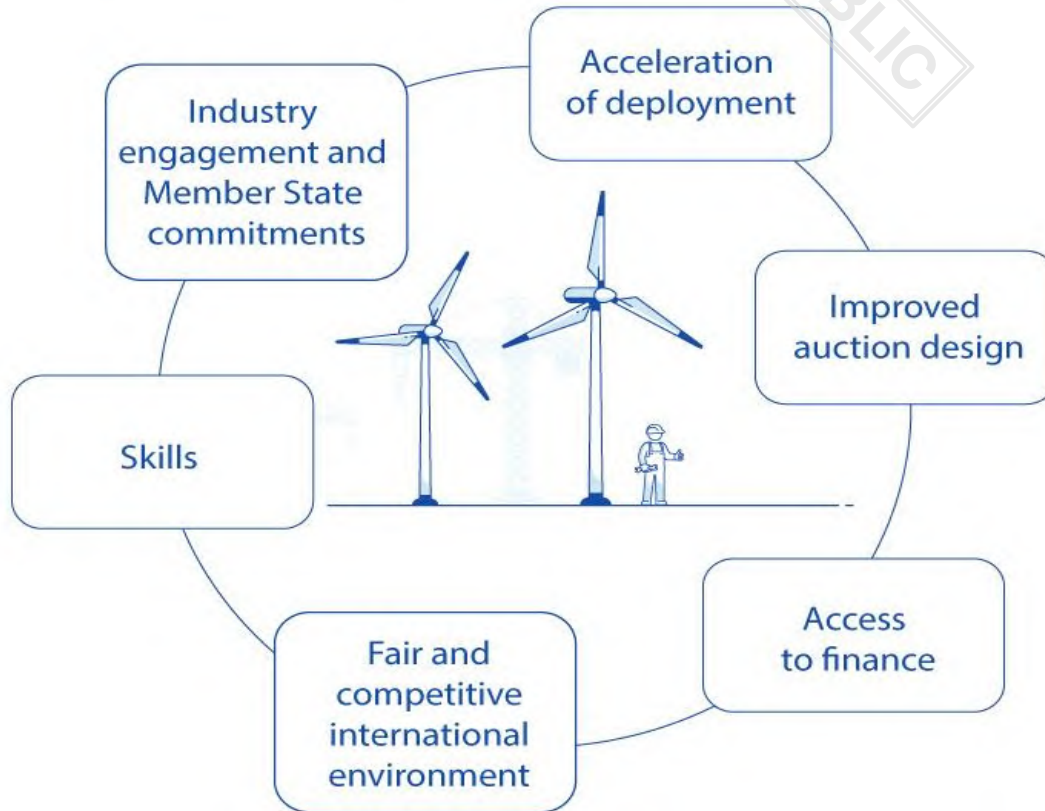 Acceleration
of deployment
Industry
engagement and
Member State
commitments
Improved
auction design
Skills
Access
to finance
Fair and
competitive
international
environment